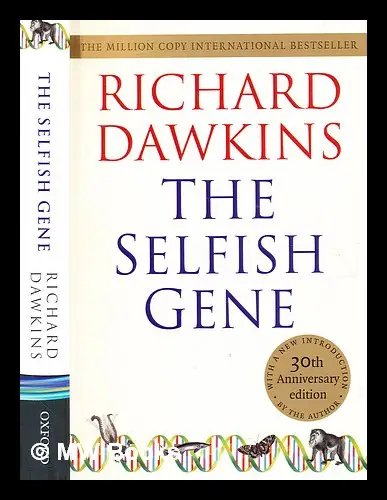 THE SELFISH GENE
RICHARD
DAWKINS
OXFORD
THE MILLION COPY INTERNATIONAL BESTSELLER
RICHARD
DAWKINS
THE
SELFISH
GENE
WITH A NEW INTRODUCTION
30th
Anniversary
edition
• BY THE AUTHOR •
© MW Books